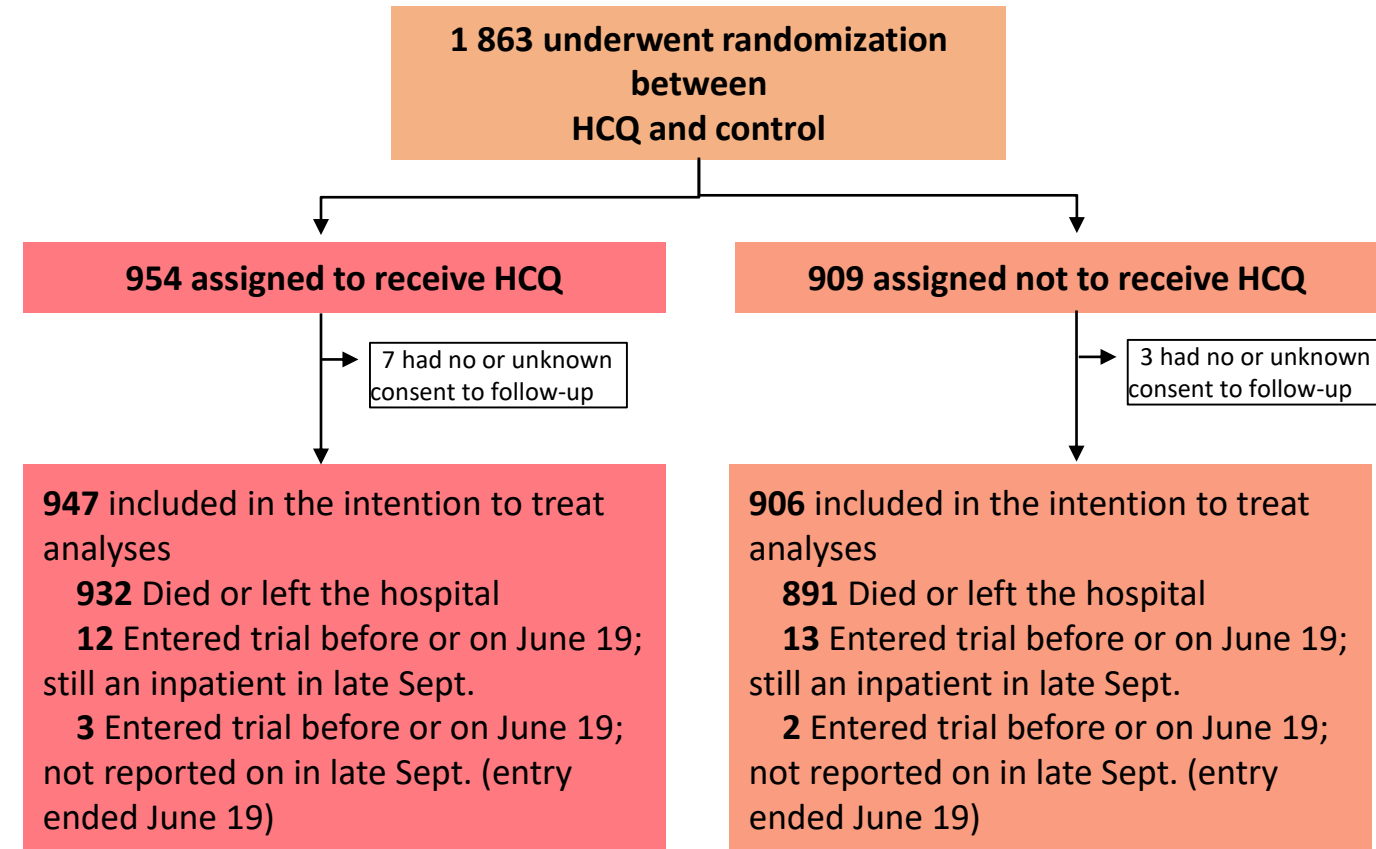 1 863 underwent randomization
between
HCQ and control
954 assigned to receive HCQ
909 assigned not to receive HCQ
7 had no or unknown
consent to follow-up
3 had no or unknown
consent to follow-up
947 included in the intention to treat
analyses
932 Died or left the hospital
12 Entered trial before or on June 19;
still an inpatient in late Sept.
3 Entered trial before or on June 19;
not reported on in late Sept. (entry
ended June 19)
906 included in the intention to treat
analyses
891 Died or left the hospital
13 Entered trial before or on June 19;
still an inpatient in late Sept.
2 Entered trial before or on June 19;
not reported on in late Sept. (entry
ended June 19)